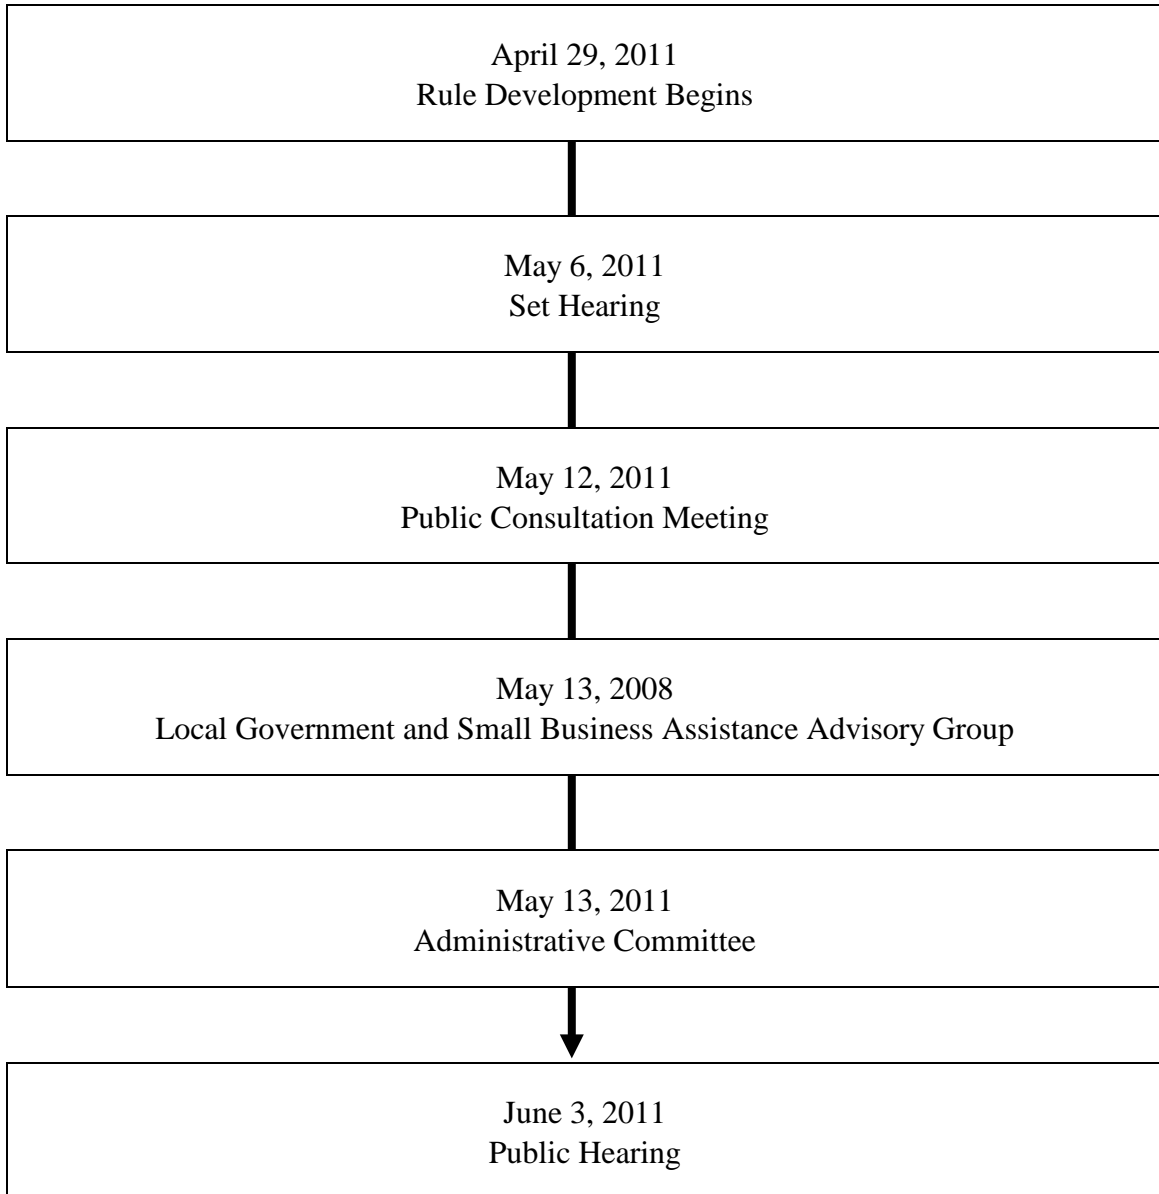 April 29, 2011
Rule Development Begins
May 6, 2011
Set Hearing
May 12, 2011
Public Consultation Meeting
May 13, 2008
Local Government and Small Business Assistance Advisory Group
May 13, 2011
Administrative Committee
June 3, 2011
Public Hearing